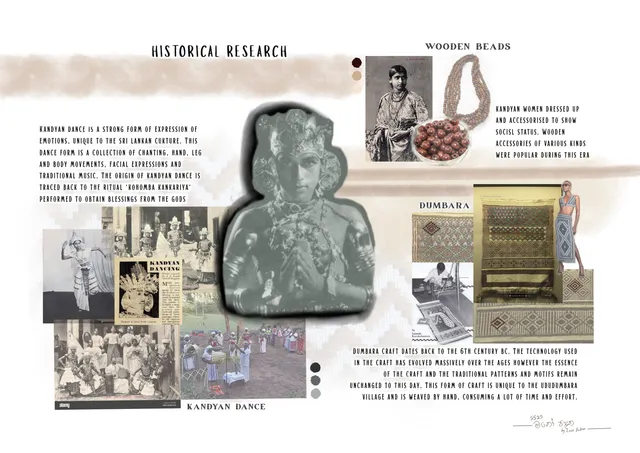 HISTORICAL RESEARCH
WOODEN BEADS
KANDYAN WOMEN DRESSED UP
AND ACCESSORISED TO SHOW
SOCISL STATUS. WOODEN
ACCESSORIES OF VARIOUS KINDS
WERE POPULAR DURING THIS ERA
KANDYAN DANCE IS A STRONG FORM OF EXPRESSION OF
EMOTIONS, UNIQUE TO THE SRI LANKAN CUKTURE. THIS
DANCE FORM IS A COLLECTION OF CHANTING, HAND, LEG
AND BODY MOVEMENTS, FACIAL EXPRESSIONS AND
TRADITIONAL MUSIC. THE ORIGIN OF KANDYAN DANCE IS
TRACED BACK TO THE RITUAL 'KOHOMBA KANKARIYA'
PERFORMED TO OBTAIN BLESSINGS FROM THE GODS
DUMBARA
KANDYAN
DANCING
KANDYAN DANCE
DUMBARA CRAFT DATES BACK TO THE 6TH CENTURY BC. THE TECHNOLOGY USED
IN THE CRAFT HAS EVOLVED MASSIVELY OVER THE AGES HOWEVER THE ESSENCE
OF THE CRAFT AND THE TRADITIONAL PATTERNS AND MOTIFS REMAIN
UNCHANGED TO THIS DAY. THIS FORM OF CRAFT IS UNIQUE TO THE UDUDUMBARA
VILLAGE AND IS WEAVED BY HAND, CONSUMING A LOT OF TIME AND EFFORT.
SS25